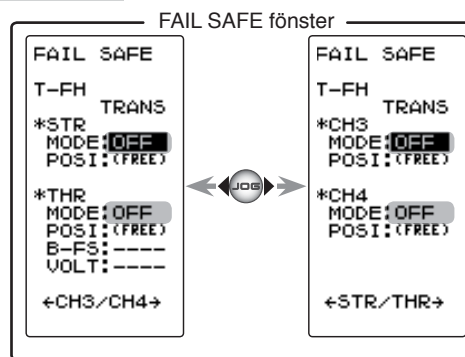 FAIL SAFE fönster
FAIL SAFE
T-FH
TRANS
*STR
MODE:OFF
POSI:(FREE)
*THR
MODE:OFF
POSI:(FREE)
B-FS:----
VOLT:----
←CH3/CH4→
JOG
FAIL SAFE
T-FH
TRANS
*CH3
MODE:OFF
POSI:(FREE)
*CH4
MODE:OFF
POSI:(FREE)
←STR/THR→